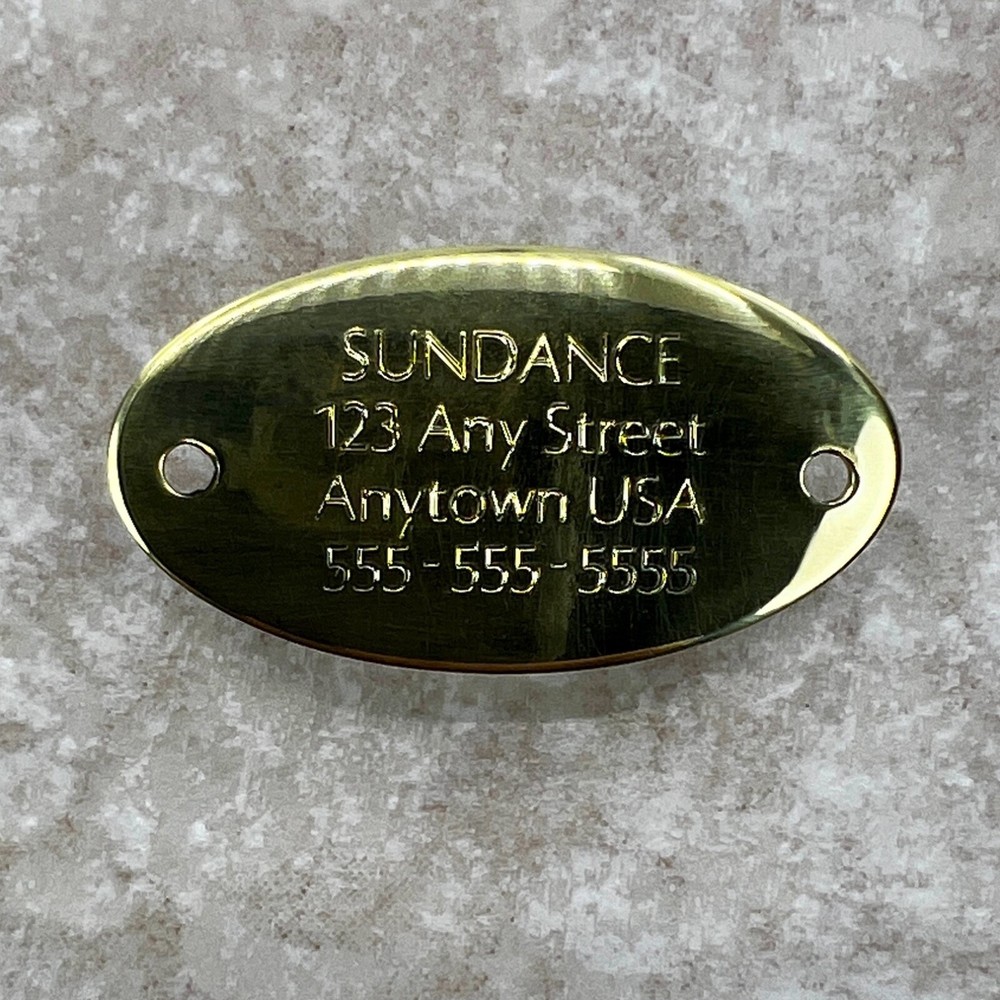 SUNDANCE
123 Any Street
Anytown USA
555-555-5555